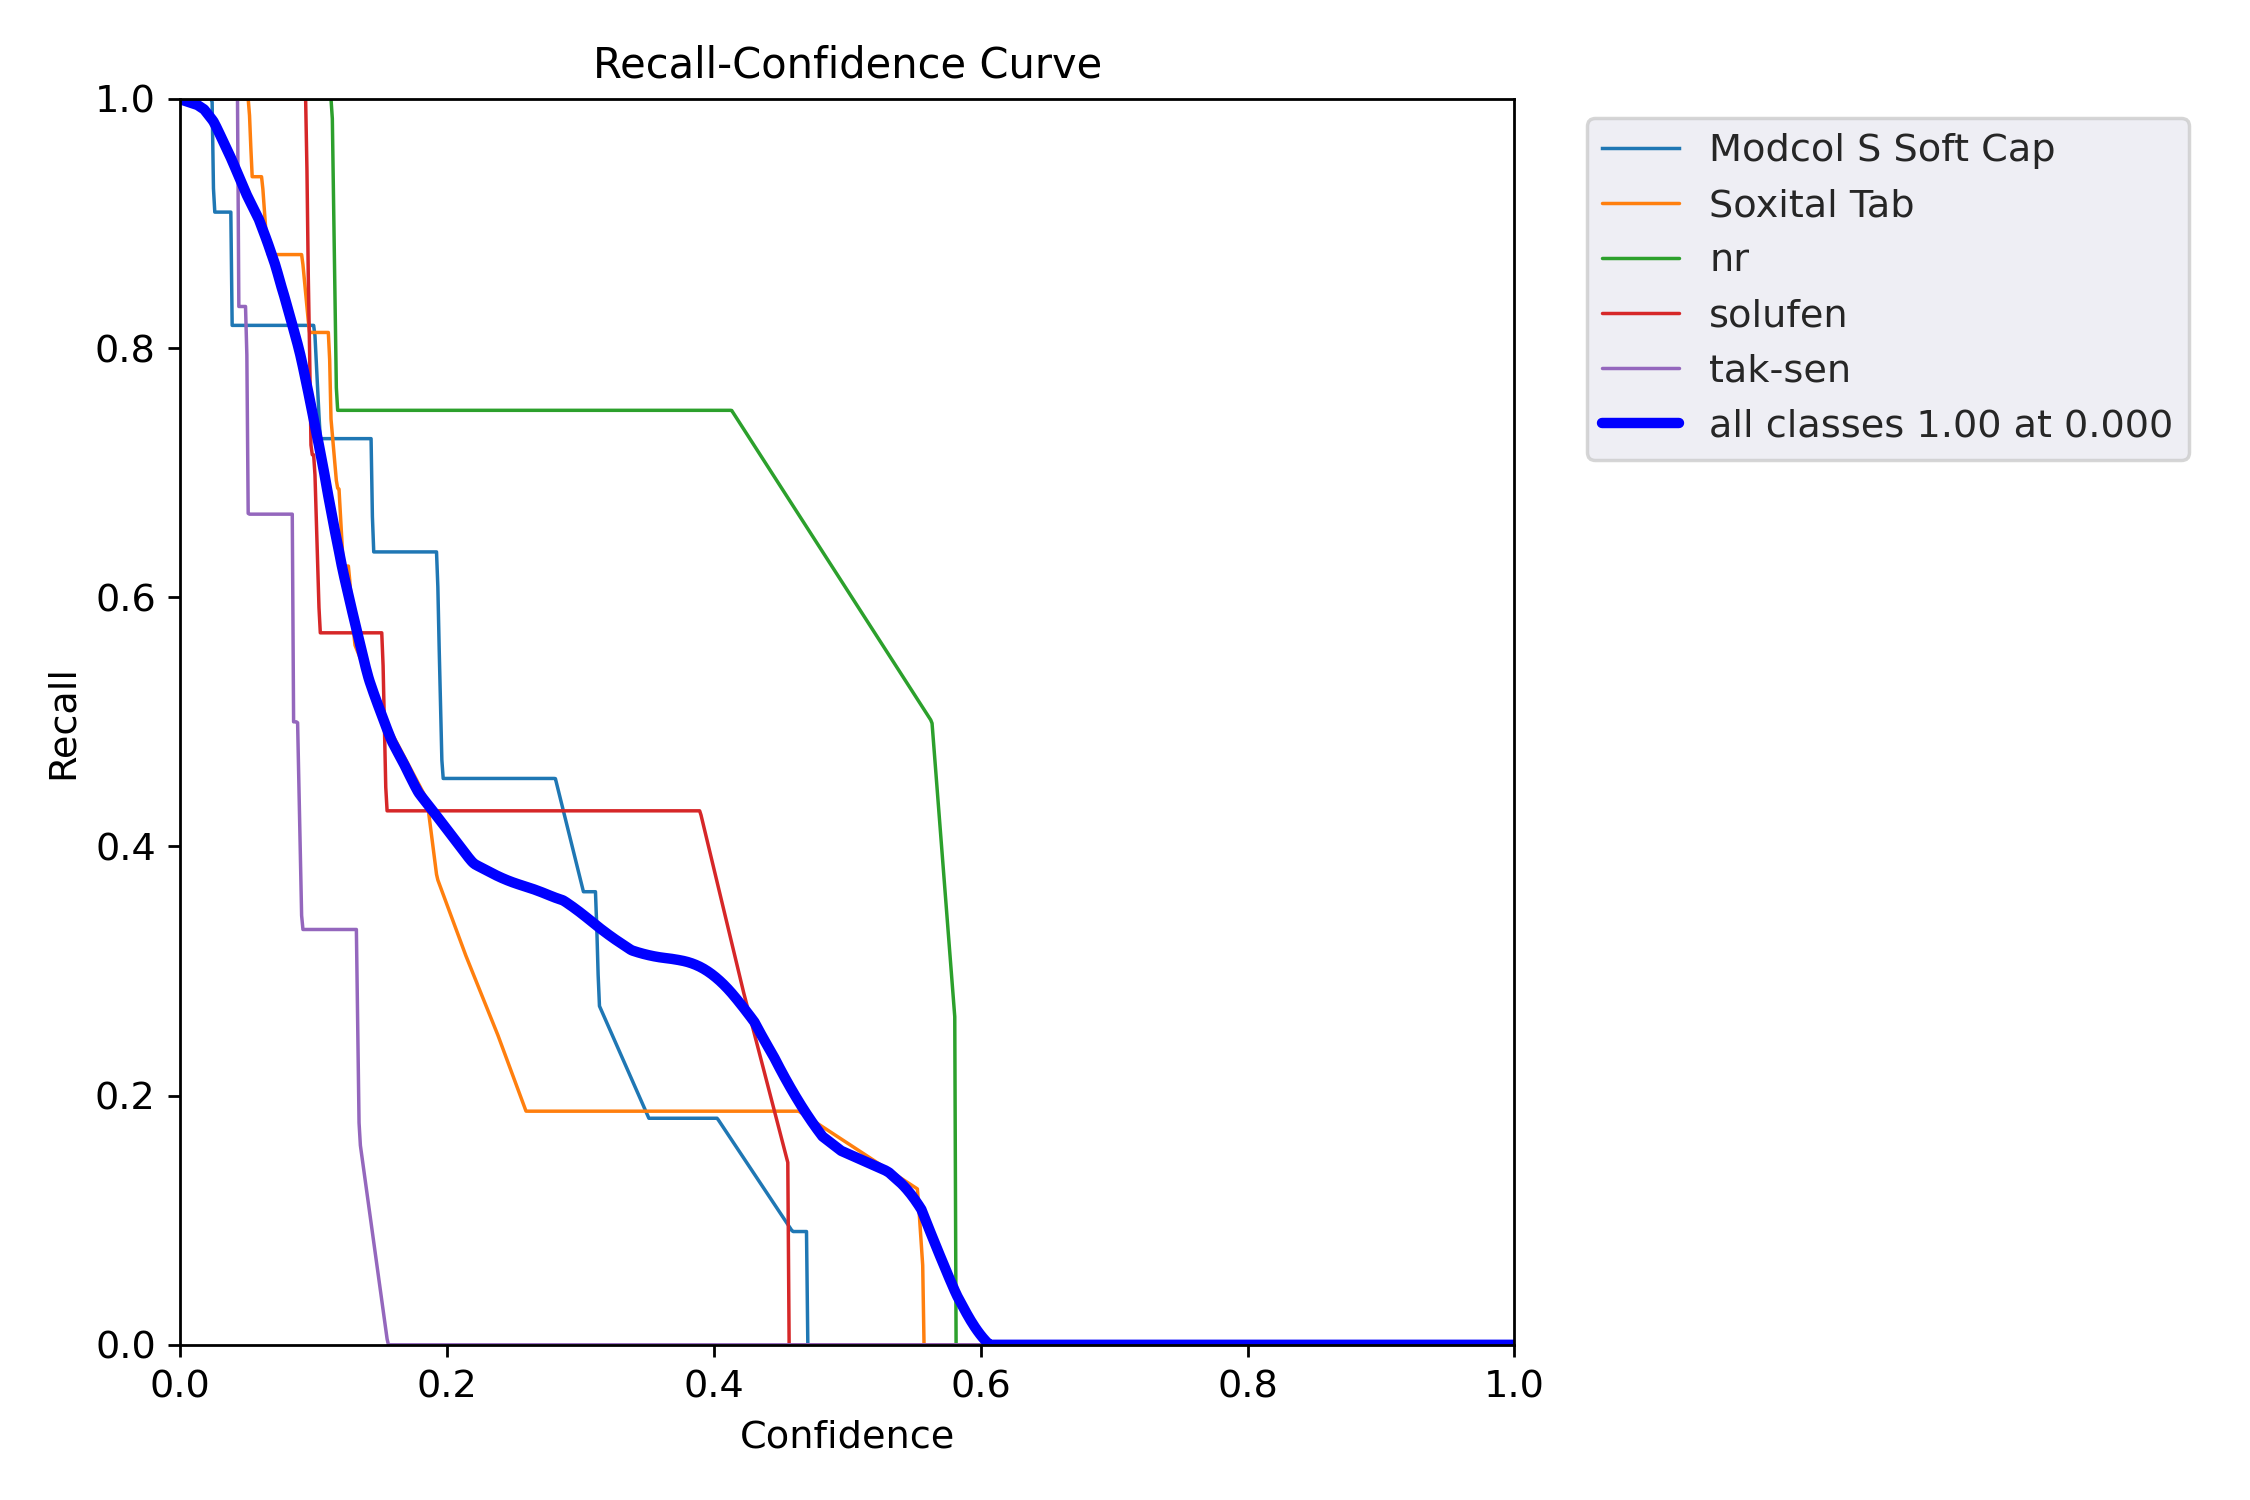 Recall-Confidence Curve
1.0
0.8
0.6
0.4
0.2
0.0
Recall
0.0 0.2 0.4 0.6 0.8 1.0
Confidence
Modcol S Soft Cap
Soxital Tab
nr
solufen
tak-sen
all classes 1.00 at 0.000